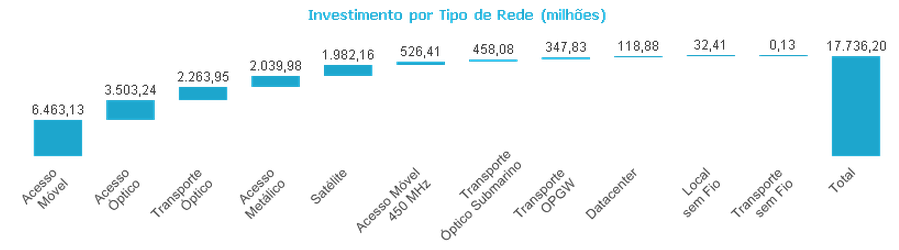 Investimento por Tipo de Rede (milhões)
6.463,13
3.503,24
2.263,95
2.039,98
1.982,16
526,41
458,08
347,83
118,88
32,41
0,13
17.736,20
Acesso
Móvel
Acesso
Óptico
Transporte
Óptico
Acesso
Metálico
Satélite
Acesso Móvel
450 MHz
Transporte
Óptico Submarino
Transporte
OPGW
Datacenter
Local
sem Fio
Transporte
sem Fio
Total